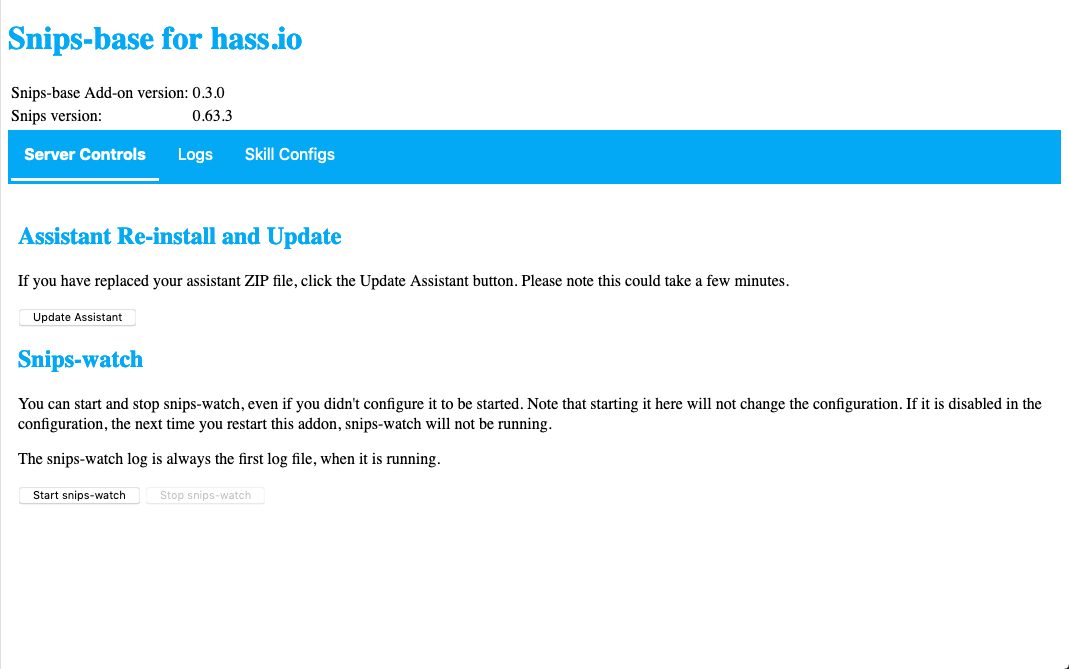 Snips-base for hass.io
Snips-base Add-on version: 0.3.0
Snips version: 0.63.3
Server Controls Logs Skill Configs
Assistant Re-install and Update
If you have replaced your assistant ZIP file, click the Update Assistant button. Please note this could take a few minutes.
Update Assistant
Snips-watch
You can start and stop snips-watch, even if you didn't configure it to be started. Note that starting it here will not change the configuration. If it is disabled in the
configuration, the next time you restart this addon, snips-watch will not be running.
The snips-watch log is always the first log file, when it is running.
Start snips-watch Stop snips-watch